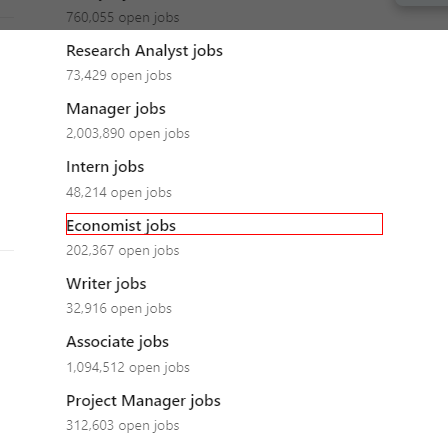 760,055 open jobs
Research Analyst jobs
73,429 open jobs
Manager jobs
2,003,890 open jobs
Intern jobs
48,214 open jobs
Economist jobs
202,367 open jobs
Writer jobs
32,916 open jobs
Associate jobs
1,094,512 open jobs
Project Manager jobs
312,603 open jobs